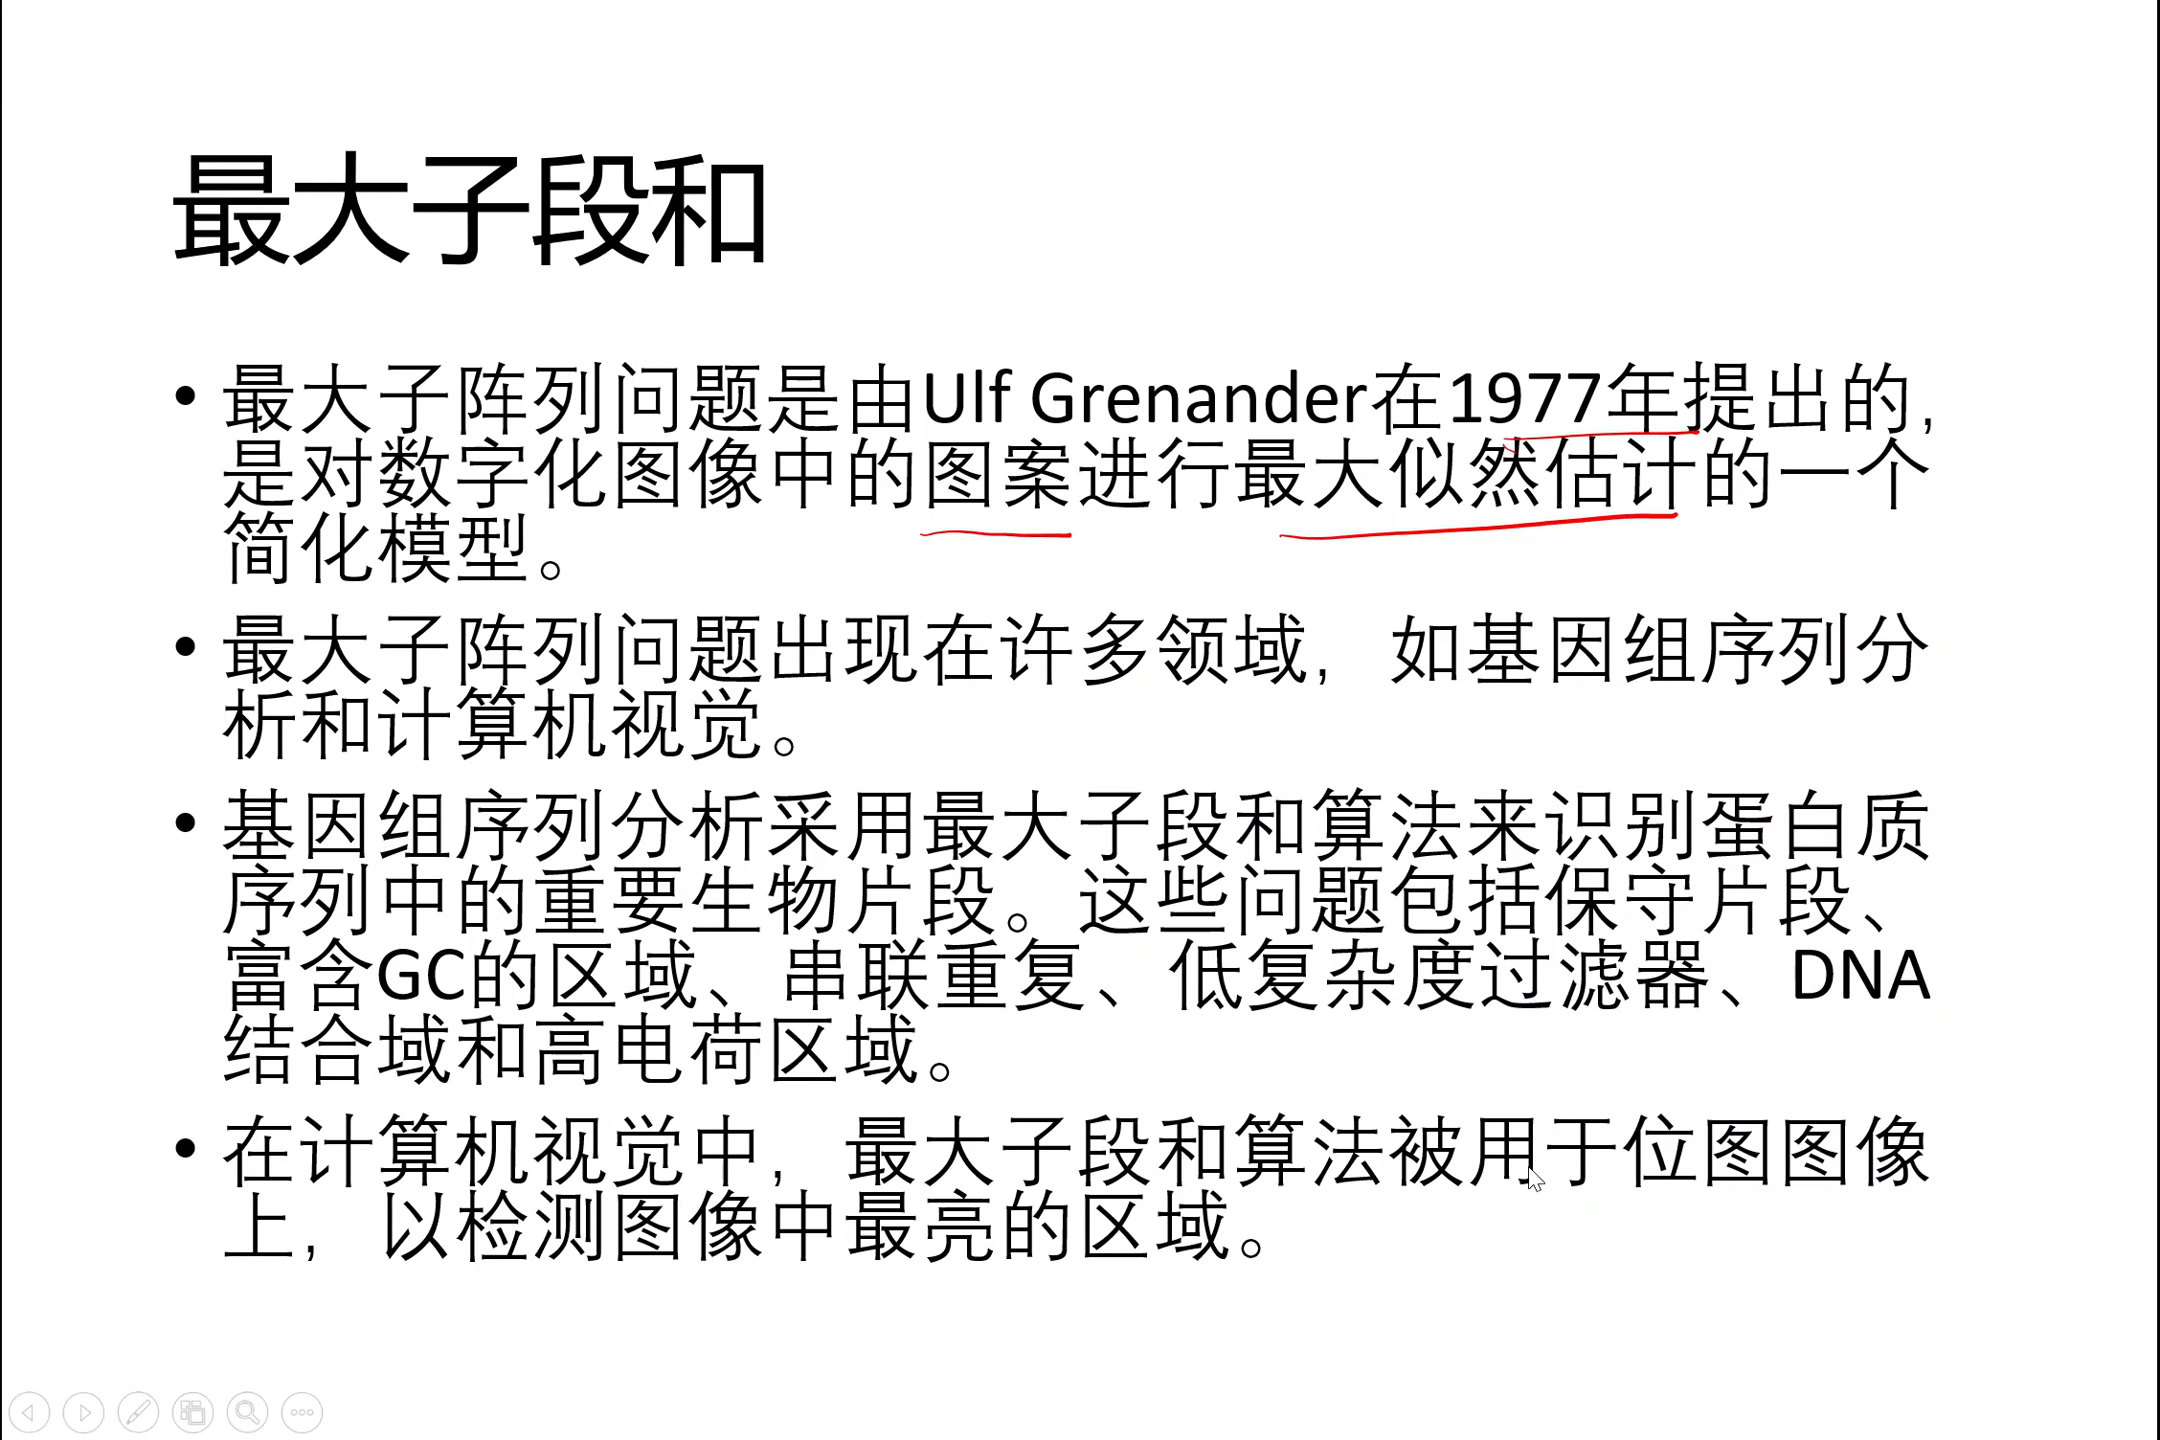 最大子段和
• 最大子阵列问题是由Ulf Grenander在1977年提出的,
是对数字化图像中的图案进行最大似然估计的一个
简化模型。
• 最大子阵列问题出现在许多领域, 如基因组序列分
析和计算机视觉。
• 基因组序列分析采用最大子段和算法来识别蛋白质
序列中的重要生物片段。这些问题包括保守片段、
富含GC的区域、串联重复、低复杂度过滤器、DNA
结合域和高电荷区域。
• 在计算机视觉中, 最大子段和算法被用于位图图像
上, 以检测图像中最亮的区域。